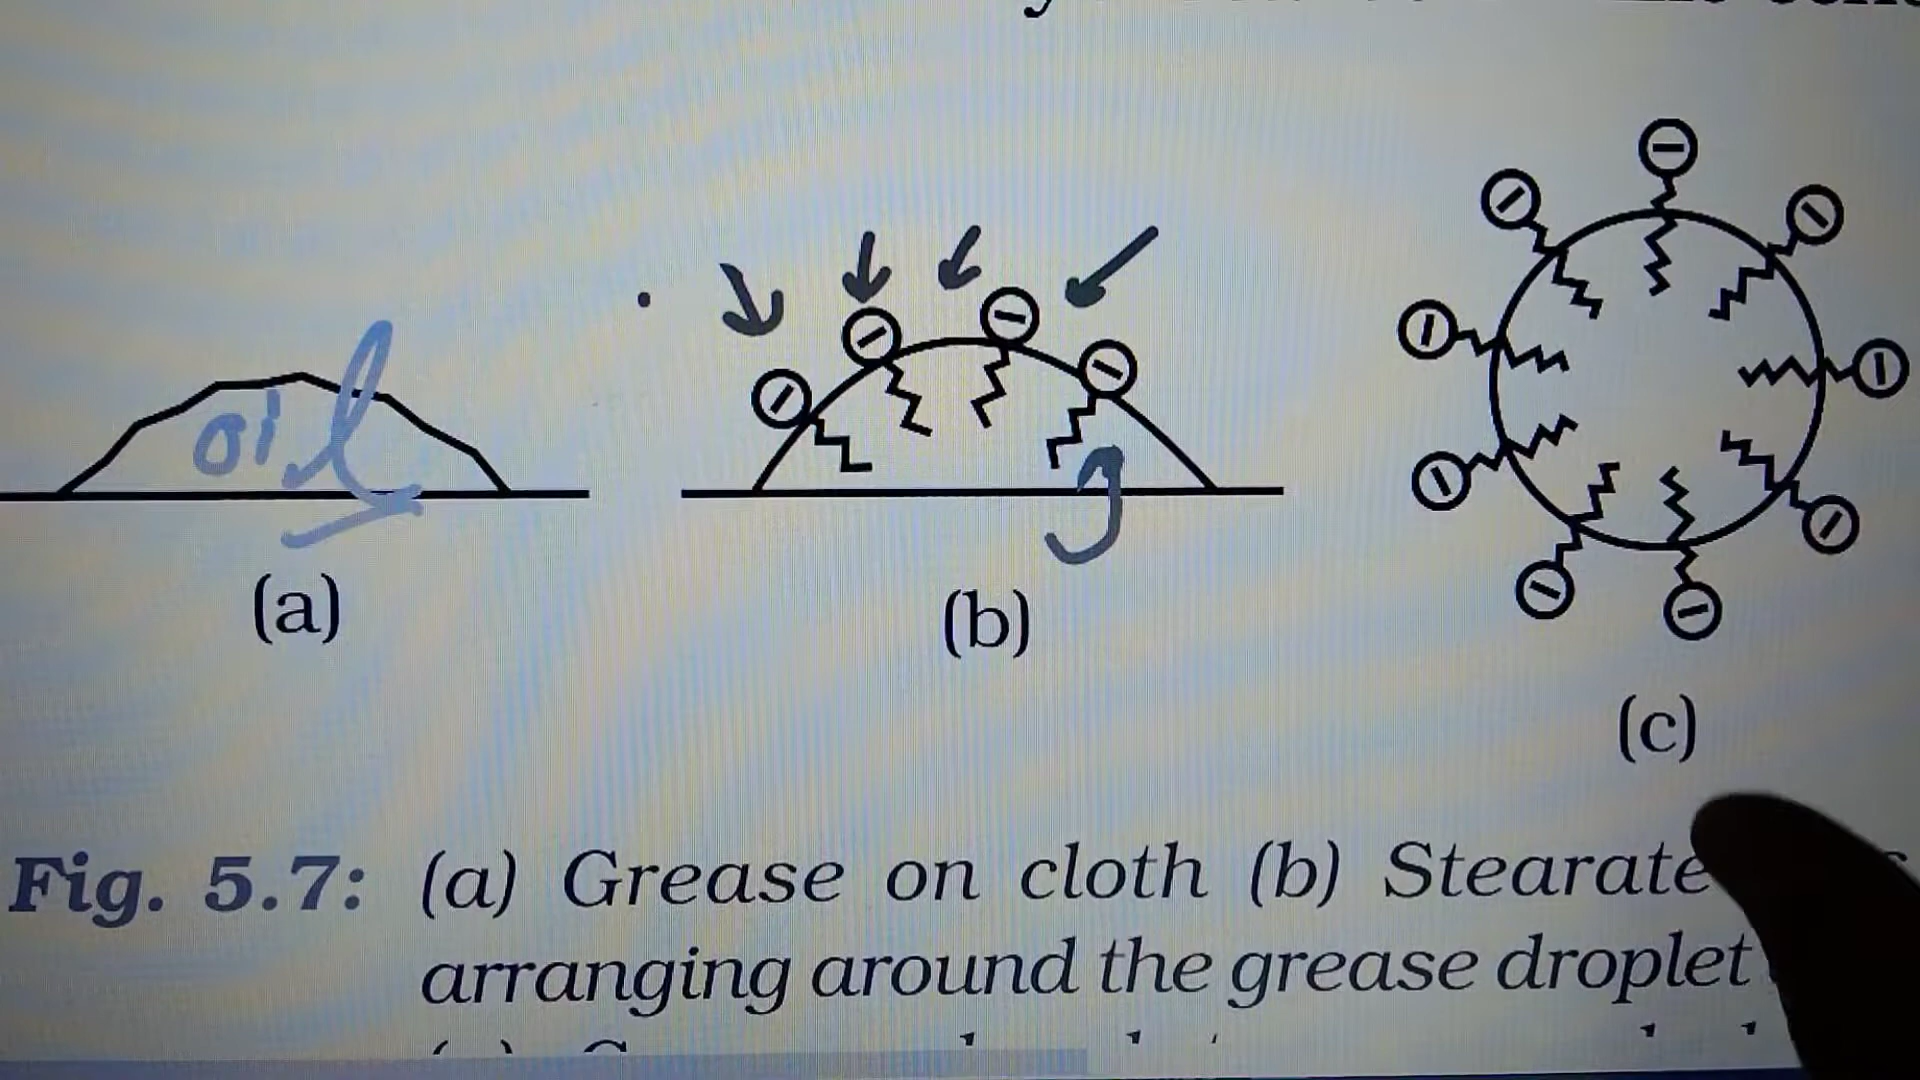 oil
g
(a)
(b)
(c)
Fig. 5.7: (a) Grease on cloth (b) Stearate
arranging around the grease droplet